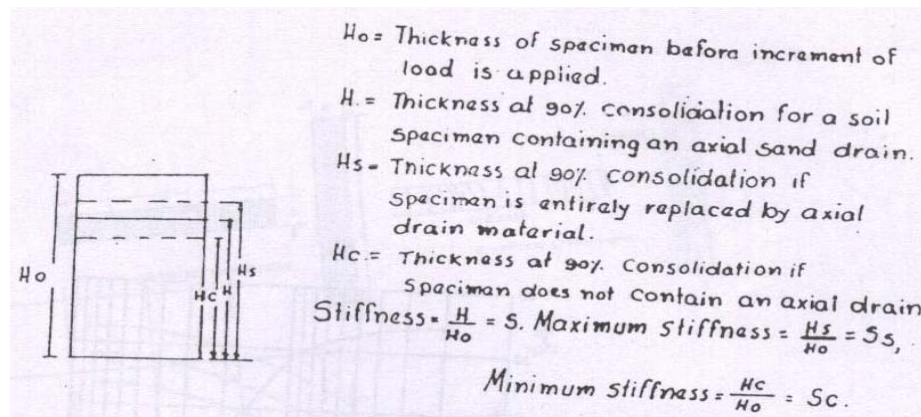 Ho = Thickness of specimen before increment of
load is applied.
H. = Thickness at 90% consolidation for a soil
specimen containing an axial sand drain.
Hs = Thickness at 90% consolidation if
specimen is entirely replaced by axial
drain material.
Hc = Thickness at 90% consolidation if
specimen does not contain an axial drain
Stiffness = H/Ho = S. Maximum stiffness = Hs/Ho = Ss,
Minimum stiffness = Hc/Ho = Sc.
Ho Hc H Hs